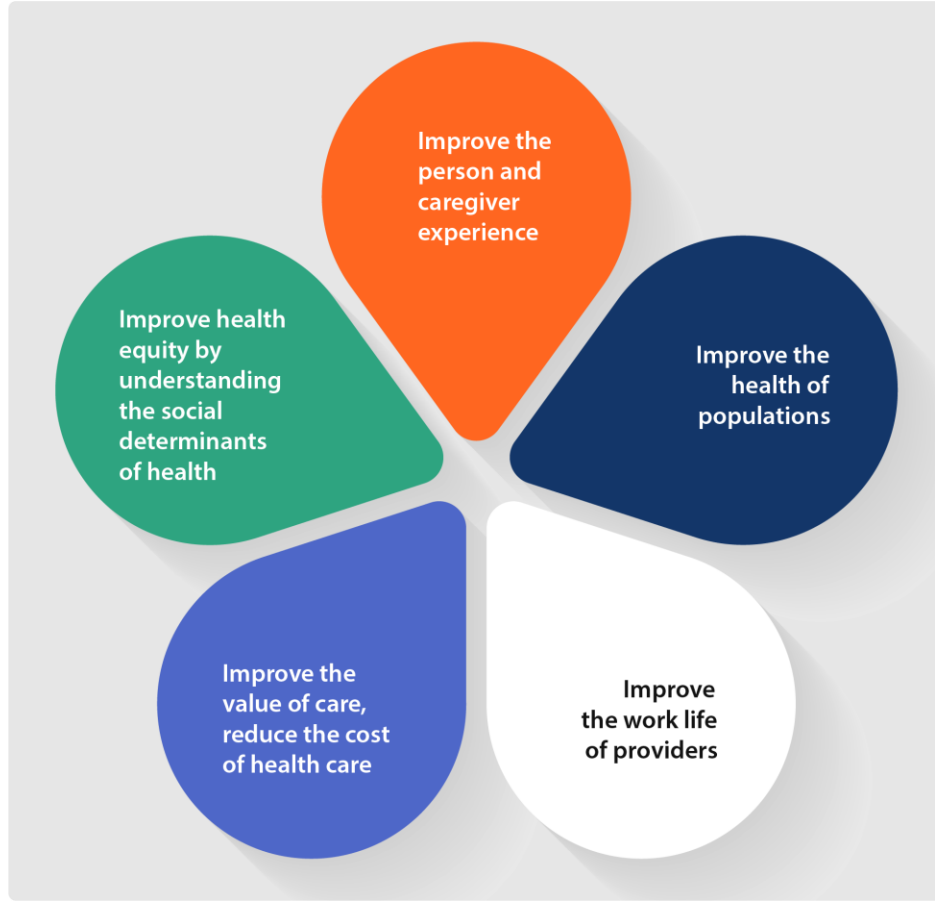 Improve the
person and
caregiver
experience
Improve health
equity by
understanding
the social
determinants
of health
Improve the
health of
populations
Improve the
value of care,
reduce the cost
of health care
Improve
the work life
of providers